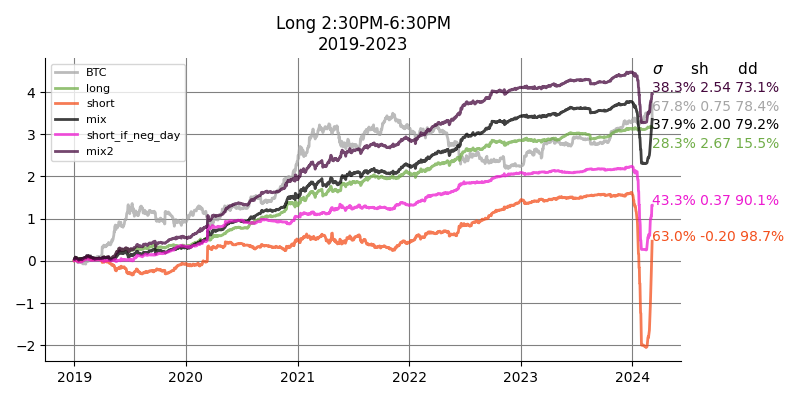 Long 2:30PM-6:30PM
2019-2023
σ sh dd
BTC
long
short
mix
short_if_neg_day
mix2
38.3% 2.54 73.1%
67.8% 0.75 78.4%
37.9% 2.00 79.2%
28.3% 2.67 15.5%
43.3% 0.37 90.1%
63.0% -0.20 98.7%
4
3
2
1
0
−1
−2
2019 2020 2021 2022 2023 2024